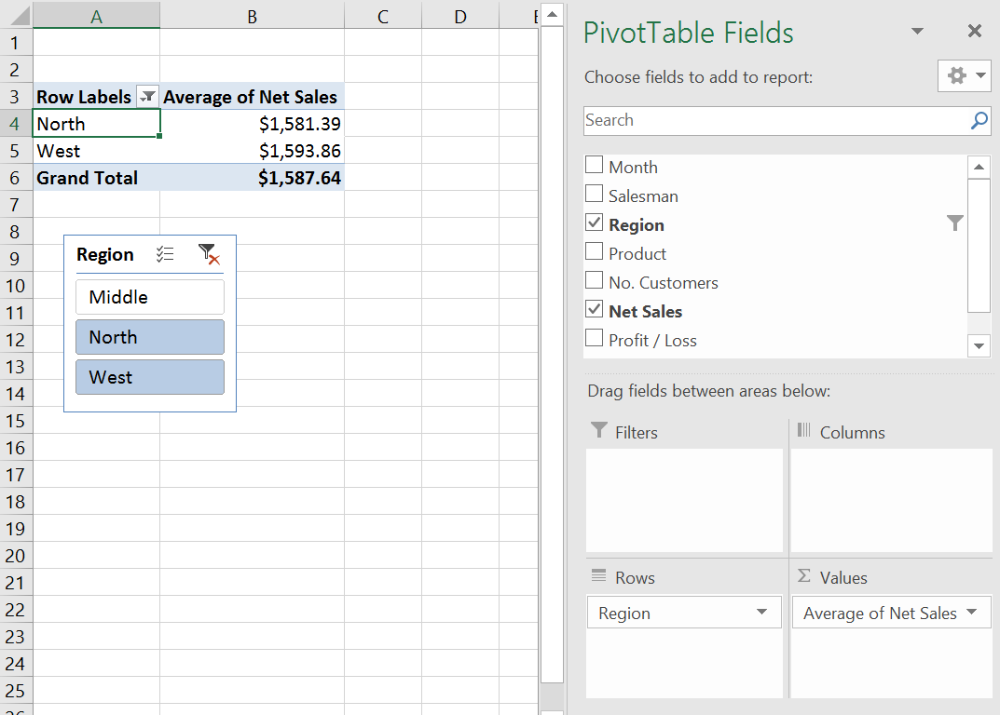 A B C D E
1
2
3 Row Labels Average of Net Sales
4 North $1,581.39
5 West $1,593.86
6 Grand Total $1,587.64
7
8
9
10
11
12
13
14
15
16
17
18
19
20
21
22
23
24
25
26
Region
Middle
North
West
PivotTable Fields
Choose fields to add to report:
Search
Month
Salesman
Region
Product
No. Customers
Net Sales
Profit / Loss
Drag fields between areas below:
Filters
Columns
Rows
Σ Values
Region
Average of Net Sales